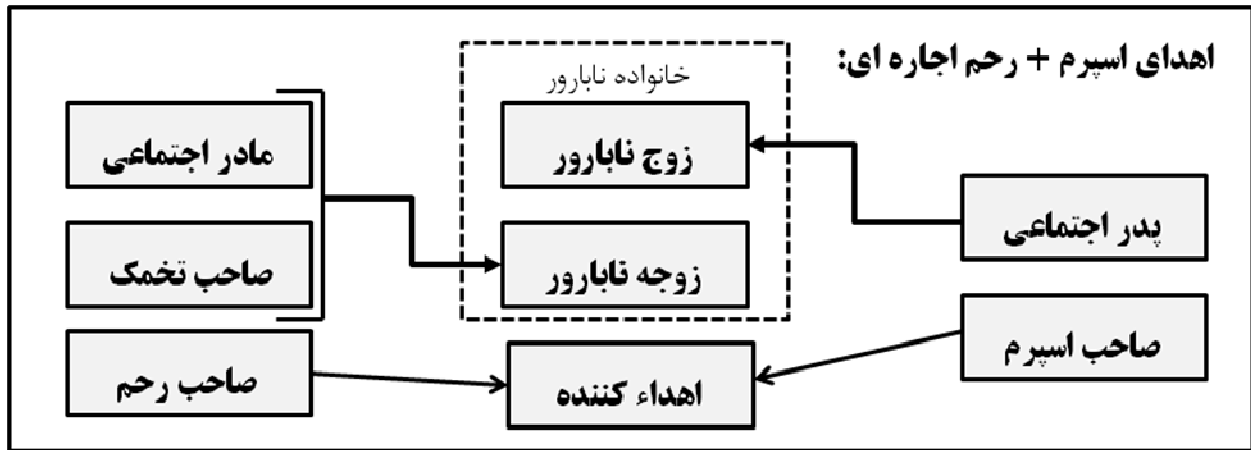 اهدای اسپرم + رحم اجاره ای:
خانواده نابارور
زوج نابارور
زوجه نابارور
پدر اجتماعی
صاحب اسپرم
مادر اجتماعی
صاحب تخمک
صاحب رحم
اهداء کننده